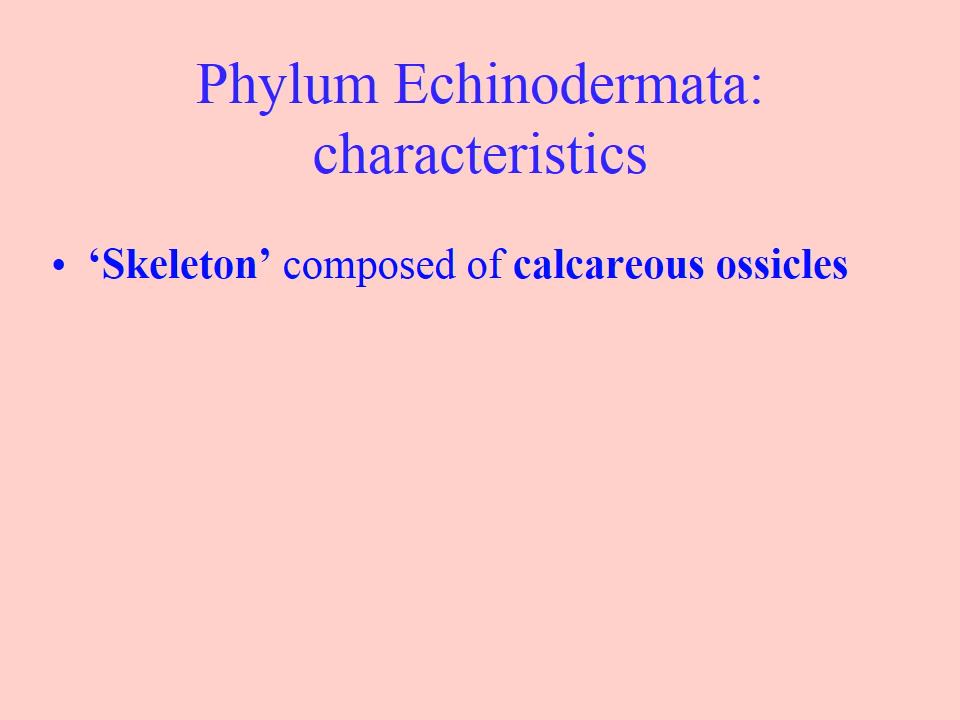 Phylum Echinodermata:
characteristics
• ‘Skeleton’ composed of calcareous ossicles